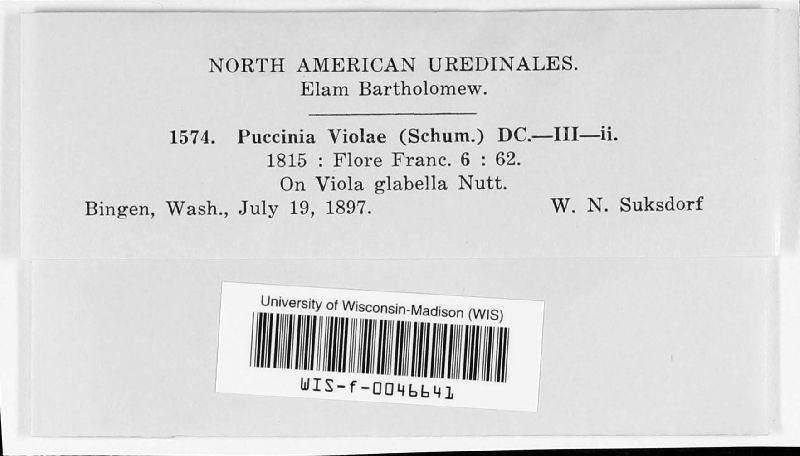 NORTH AMERICAN UREDINALES.
Elam Bartholomew.
1574. Puccinia Violae (Schum.) DC.—III—ii.
1815 : Flore Franc. 6 : 62.
On Viola glabella Nutt.
Bingen, Wash., July 19, 1897. W. N. Suksdorf
University of Wisconsin-Madison (WIS)
WIS-f-0046641